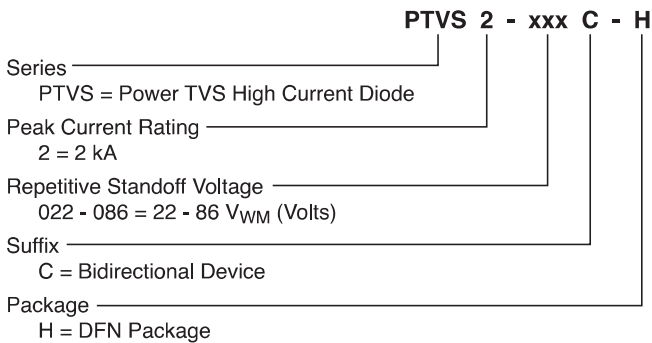 PTVS 2 - xxx C - H
Series
PTVS = Power TVS High Current Diode
Peak Current Rating
2 = 2 kA
Repetitive Standoff Voltage
022 - 086 = 22 - 86 VWM (Volts)
Suffix
C = Bidirectional Device
Package
H = DFN Package